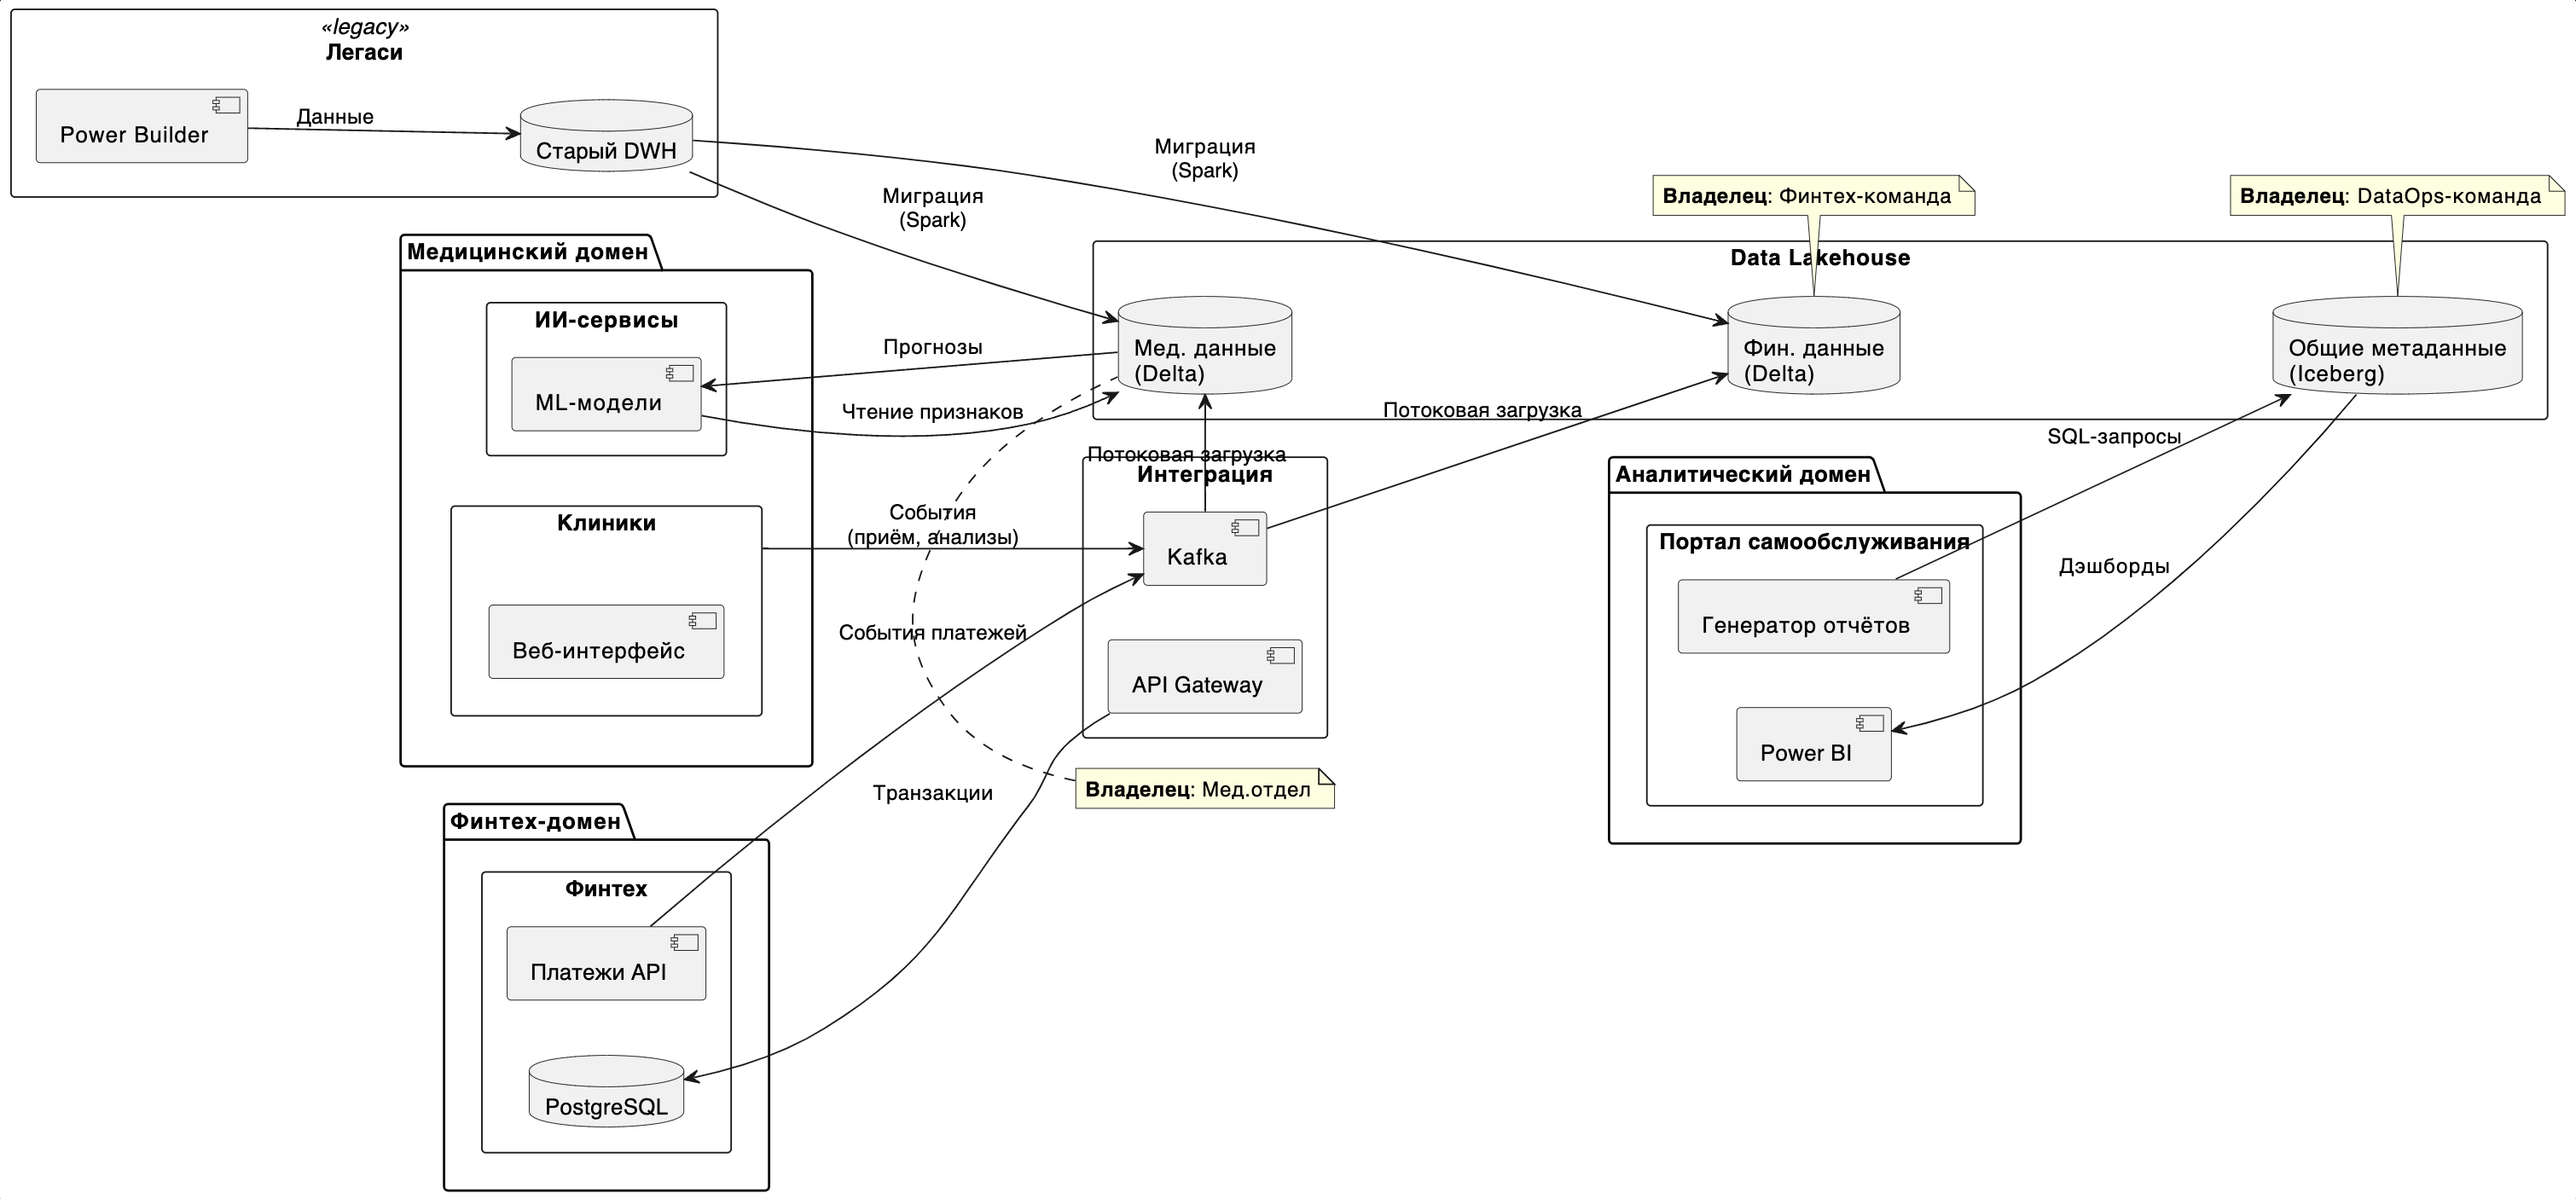 «legacy»
Легаси
Power Builder
Данные
Старый DWH
Миграция
(Spark)
Миграция
(Spark)
Владелец: Финтех-команда
Владелец: DataOps-команда
Медицинский домен
Data Lakehouse
ИИ-сервисы
ML-модели
Прогнозы
Чтение признаков
Мед. данные
(Delta)
Фин. данные
(Delta)
Общие метаданные
(Iceberg)
Потоковая загрузка
Потоковая загрузка
SQL-запросы
Интеграция
Аналитический домен
Клиники
События
(приём, анализы)
Kafka
Портал самообслуживания
Дэшборды
Веб-интерфейс
События платежей
API Gateway
Генератор отчётов
Power BI
Транзакции
Владелец: Мед.отдел
Финтех-домен
Финтех
Платежи API
PostgreSQL